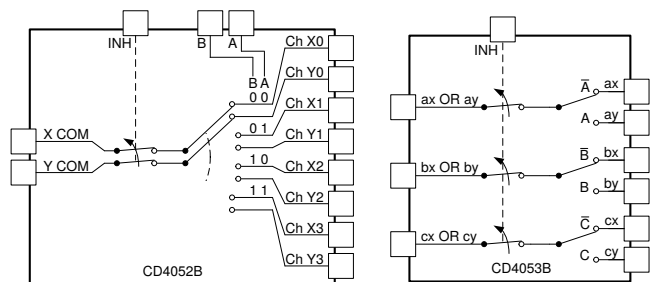 INH
B
A
Ch X0
B A
Ch Y0
0 0
Ch X1
0 1
X COM
Ch Y1
Y COM
1 0
Ch X2
Ch Y2
1 1
Ch X3
Ch Y3
CD4052B
INH
A̅ ax
ax OR ay
A ay
B̅ bx
bx OR by
B by
C̅ cx
cx OR cy
C cy
CD4053B